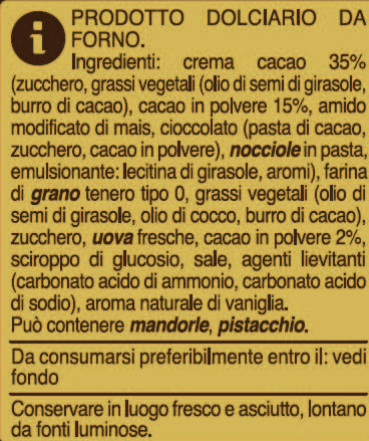 i
PRODOTTO DOLCIARIO DA
FORNO.
Ingredienti: crema cacao 35%
(zucchero, grassi vegetali (olio di semi di girasole,
burro di cacao), cacao in polvere 15%, amido
modificato di mais, cioccolato (pasta di cacao,
zucchero, cacao in polvere), nocciole in pasta,
emulsionante: lecitina di girasole, aromi), farina
di grano tenero tipo 0, grassi vegetali (olio di
semi di girasole, olio di cocco, burro di cacao),
zucchero, uova fresche, cacao in polvere 2%,
sciroppo di glucosio, sale, agenti lievitanti
(carbonato acido di ammonio, carbonato acido
di sodio), aroma naturale di vaniglia.
Può contenere mandorle, pistacchio.
Da consumarsi preferibilmente entro il: vedi
fondo
Conservare in luogo fresco e asciutto, lontano
da fonti luminose.